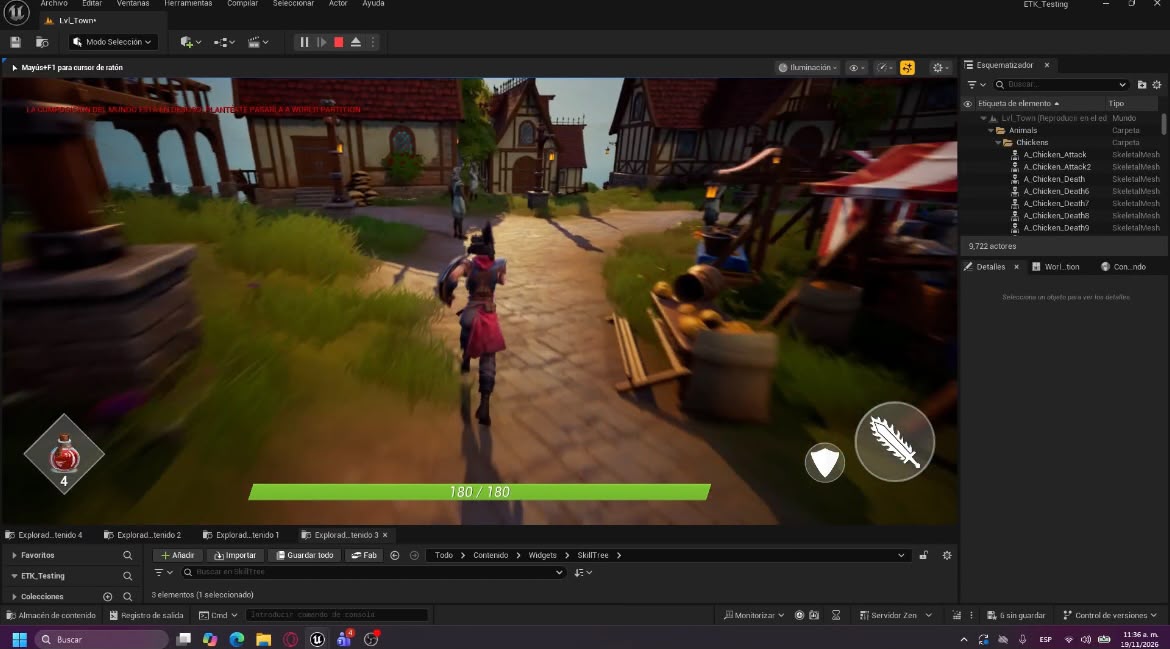 Archivo Editar Ventanas Herramientas Compilar Seleccionar Actor Ayuda
ETK_Testing
Lvl_Town*
Modo Selección
Mayús+F1 para cursor de ratón
Iluminación
Esquematizador
Buscar...
Etiqueta de elemento Tipo
Lvl_Town (Reproducir en el ed Mundo
Animals Carpeta
Chickens Carpeta
A_Chicken_Attack SkeletalMesh
A_Chicken_Attack2 SkeletalMesh
A_Chicken_Death SkeletalMesh
A_Chicken_Death6 SkeletalMesh
A_Chicken_Death7 SkeletalMesh
A_Chicken_Death8 SkeletalMesh
A_Chicken_Death9 SkeletalMesh
9,722 actores
Detalles Worl...tion Con...ndo
Selecciona un objeto para ver los detalles.
4
180 / 180
Explorad...tenido 4 Explorad...tenido 2 Explorad...tenido 1 Explorad...tenido 3
Favoritos
Añadir Importar Guardar todo Fab Todo Contenido Widgets SkillTree
ETK_Testing
Buscar en SkillTree
Colecciones
3 elementos (1 seleccionado)
Almacén de contenido Registro de salida Cmd Introducir comando de consola Monitorizar Servidor Zen 6 sin guardar Control de versiones
Buscar
4
ESP
11:36 a. m.
19/11/2026